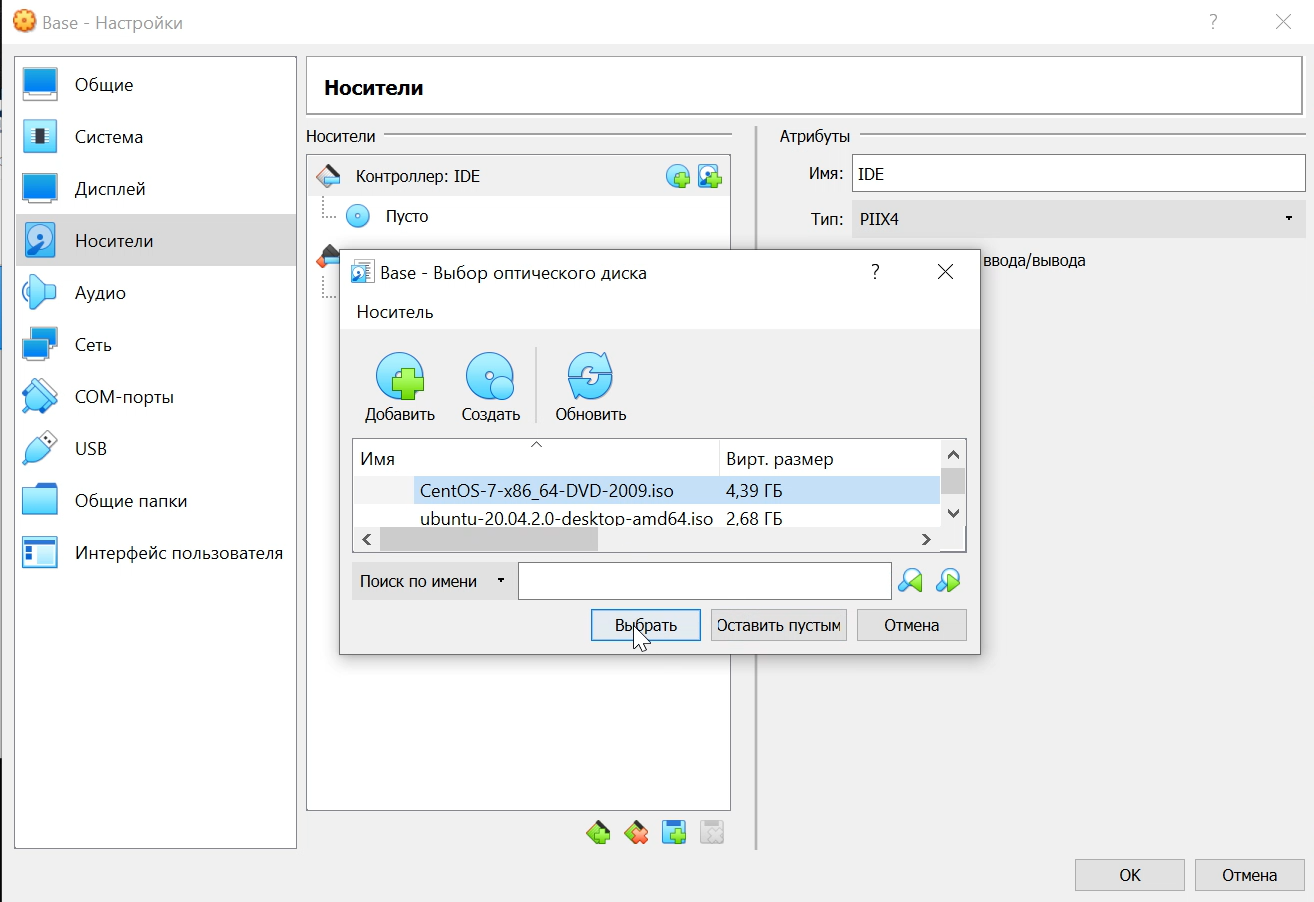 Base - Настройки
?
Общие
Система
Дисплей
Носители
Аудио
Сеть
COM-порты
USB
Общие папки
Интерфейс пользователя
Носители
Носители
Контроллер: IDE
Пусто
Атрибуты
Имя: IDE
Тип: PIIX4
ввода/вывода
Base - Выбор оптического диска
?
Носитель
Добавить Создать Обновить
Имя Вирт. размер
CentOS-7-x86_64-DVD-2009.iso 4,39 ГБ
ubuntu-20.04.2.0-desktop-amd64.iso 2,68 ГБ
Поиск по имени
Выбрать Оставить пустым Отмена
OK Отмена